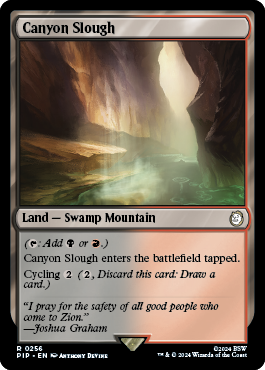 Canyon Slough
Land — Swamp Mountain
(: Add or .)
Canyon Slough enters the battlefield tapped.
Cycling 2 (2, Discard this card: Draw a
card.)
“I pray for the safety of all good people who
come to Zion.”
—Joshua Graham
R 0256
PIP • EN Anthony Devine
©2024 BSW
™ & © 2024 Wizards of the Coast